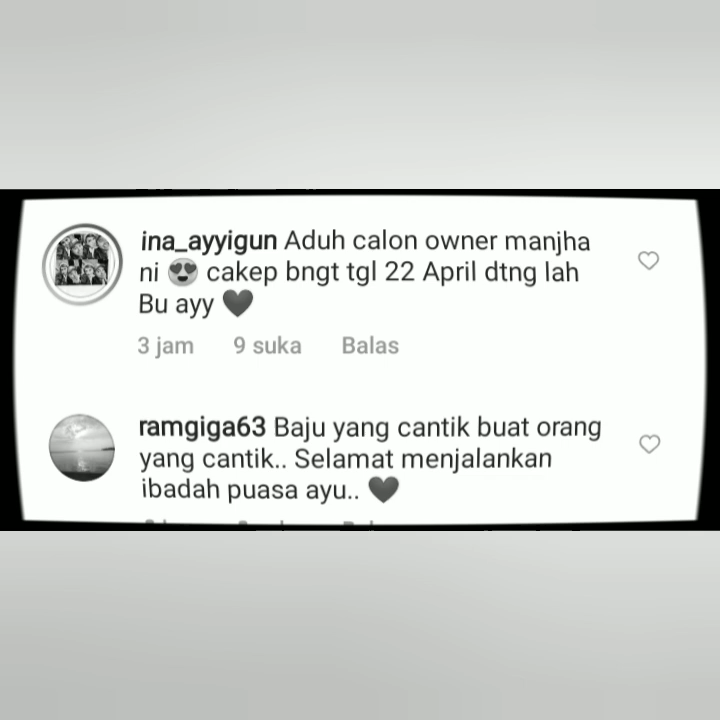 ina_ayyigun Aduh calon owner manjha
ni 😍 cakep bngt tgl 22 April dtng lah
Bu ayy 🖤
3 jam 9 suka Balas
ramgiga63 Baju yang cantik buat orang
yang cantik.. Selamat menjalankan
ibadah puasa ayu.. 🖤